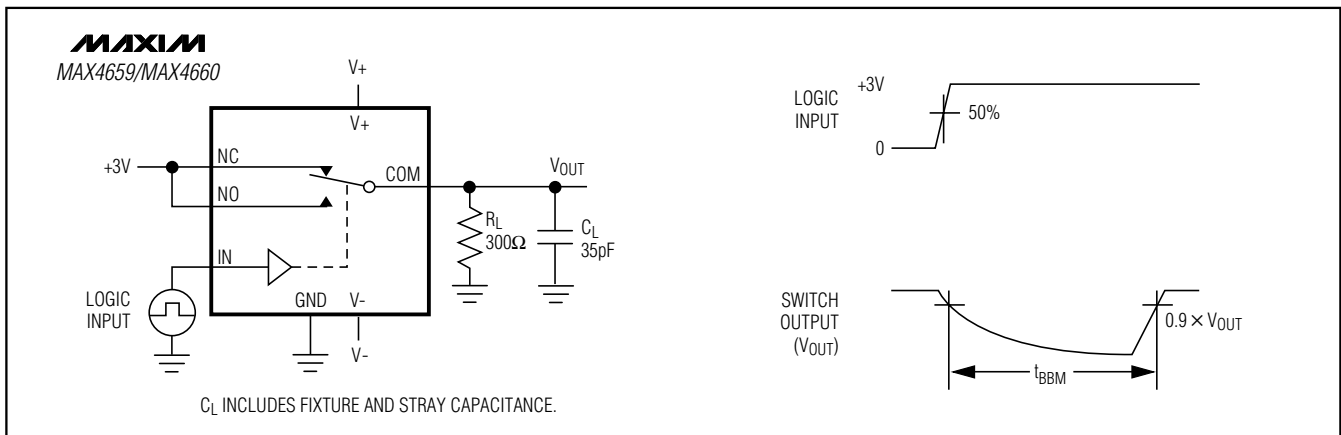 MAXIM
MAX4659/MAX4660
V+
V+
+3V
NC
NO
COM
VOUT
RL
300Ω
CL
35pF
IN
LOGIC
INPUT
GND
V-
V-
CL INCLUDES FIXTURE AND STRAY CAPACITANCE.
LOGIC
INPUT
+3V
0
50%
SWITCH
OUTPUT
(VOUT)
0.9 × VOUT
tBBM